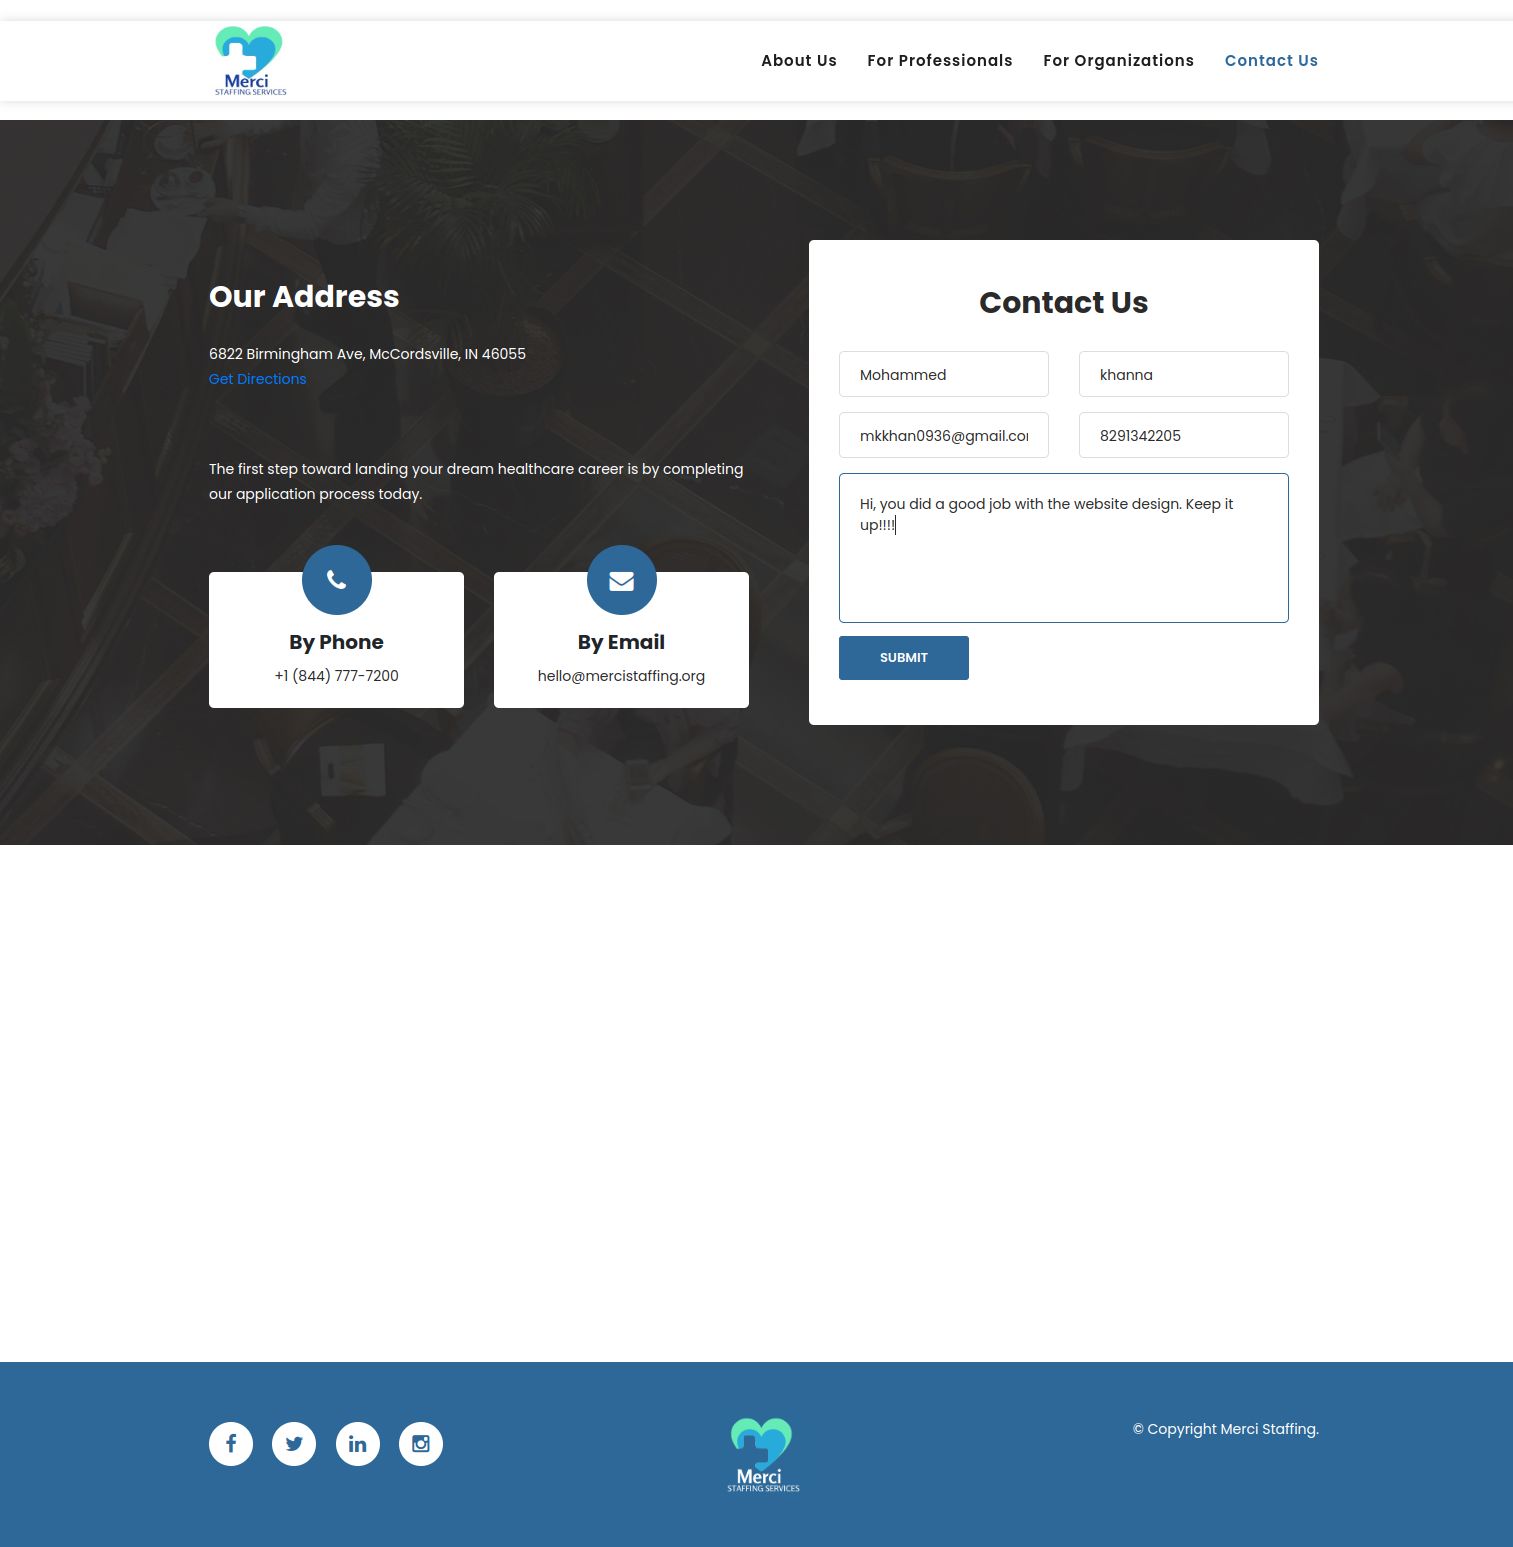 Merci
STAFFING SERVICES
About Us
For Professionals
For Organizations
Contact Us
Our Address
6822 Birmingham Ave, McCordsville, IN 46055
Get Directions
The first step toward landing your dream healthcare career is by completing
our application process today.
By Phone
+1 (844) 777-7200
By Email
hello@mercistaffing.org
Contact Us
Mohammed
khanna
mkkhan0936@gmail.co
8291342205
Hi, you did a good job with the website design. Keep it
up!!!!
SUBMIT
Merci
STAFFING SERVICES
© Copyright Merci Staffing.